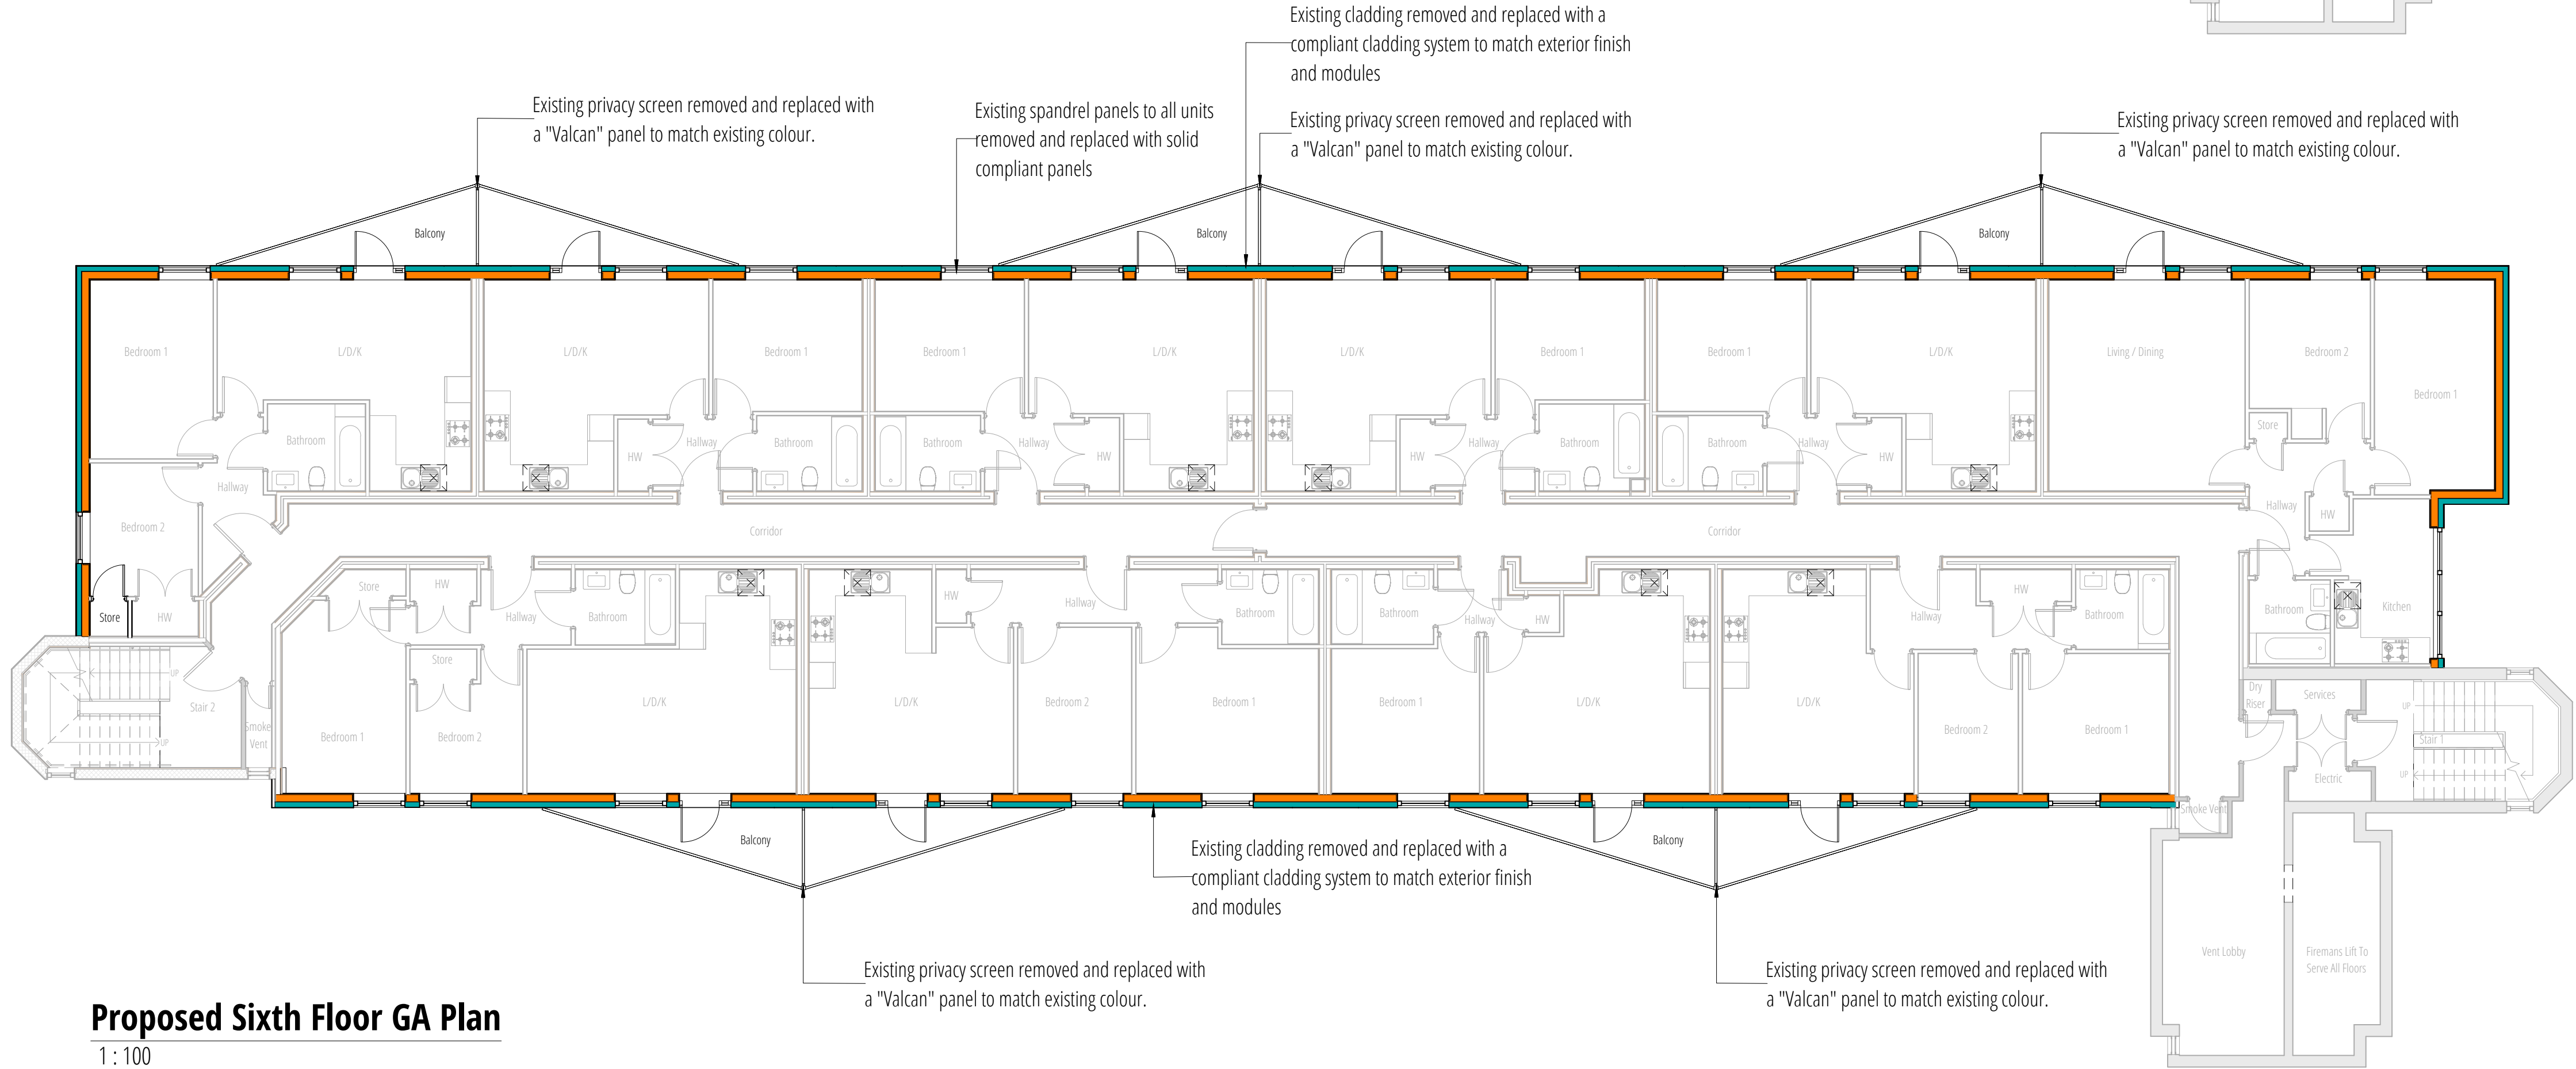 Existing cladding removed and replaced with a
compliant cladding system to match exterior finish
and modules
Existing privacy screen removed and replaced with
a "Valcan" panel to match existing colour.
Existing spandrel panels to all units
removed and replaced with solid
compliant panels
Existing privacy screen removed and replaced with
a "Valcan" panel to match existing colour.
Existing privacy screen removed and replaced with
a "Valcan" panel to match existing colour.
Balcony
Balcony
Balcony
Bedroom 1
L/D/K
L/D/K
Bedroom 1
Bedroom 1
L/D/K
L/D/K
Bedroom 1
Bedroom 1
L/D/K
Living / Dining
Bedroom 2
Bedroom 1
Store
Bathroom
Hallway
Bathroom
Bathroom
Hallway
Hallway
Bathroom
Bathroom
Hallway
HW
HW
HW
HW
Hallway
Hallway
HW
Bedroom 2
Corridor
Corridor
Store
HW
Store
HW
Hallway
Bathroom
HW
Hallway
Bathroom
Bathroom
Hallway
HW
Hallway
HW
Bathroom
Bathroom
Kitchen
Store
UP
Stair 2
UP
Smoke
Vent
Bedroom 1
Bedroom 2
L/D/K
L/D/K
Bedroom 2
Bedroom 1
Bedroom 1
L/D/K
L/D/K
Bedroom 2
Bedroom 1
Dry
Riser
Services
UP
Stair 1
UP
Electric
Smoke Vent
Balcony
Balcony
Existing cladding removed and replaced with a
compliant cladding system to match exterior finish
and modules
Existing privacy screen removed and replaced with
a "Valcan" panel to match existing colour.
Existing privacy screen removed and replaced with
a "Valcan" panel to match existing colour.
Vent Lobby
Firemans Lift To
Serve All Floors
Proposed Sixth Floor GA Plan
1 : 100